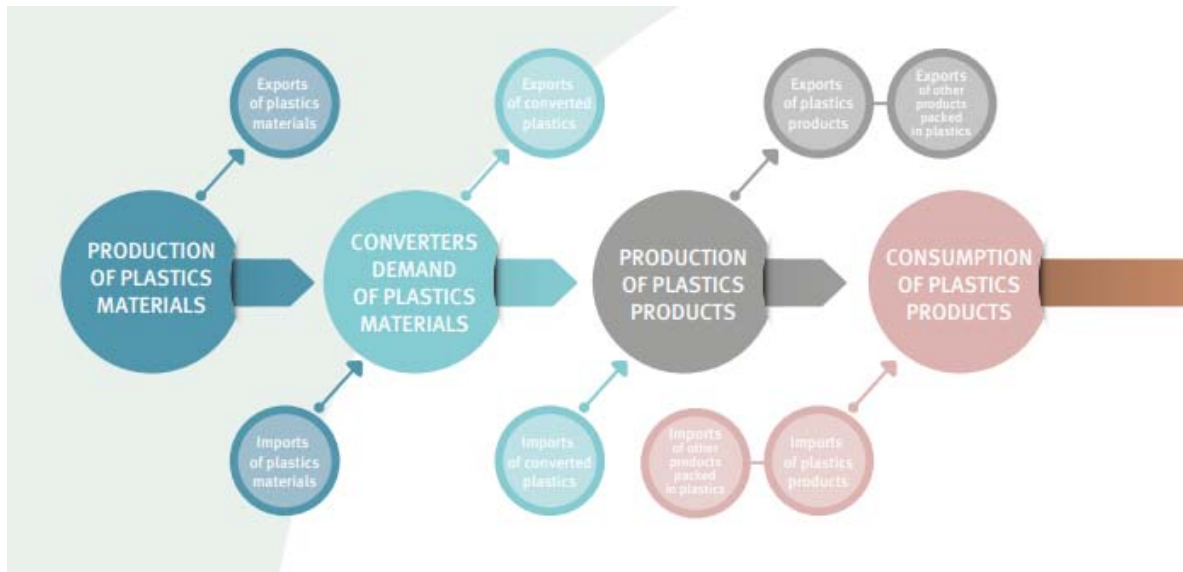 Exports
of plastics
materials
Exports
of converted
plastics
Exports
of plastics
products
Exports
of other
products
packed
in plastics
PRODUCTION
OF PLASTICS
MATERIALS
CONVERTERS
DEMAND
OF PLASTICS
MATERIALS
PRODUCTION
OF PLASTICS
PRODUCTS
CONSUMPTION
OF PLASTICS
PRODUCTS
Imports
of plastics
materials
Imports
of converted
plastics
Imports
of other
products
packed
in plastics
Imports
of plastics
products